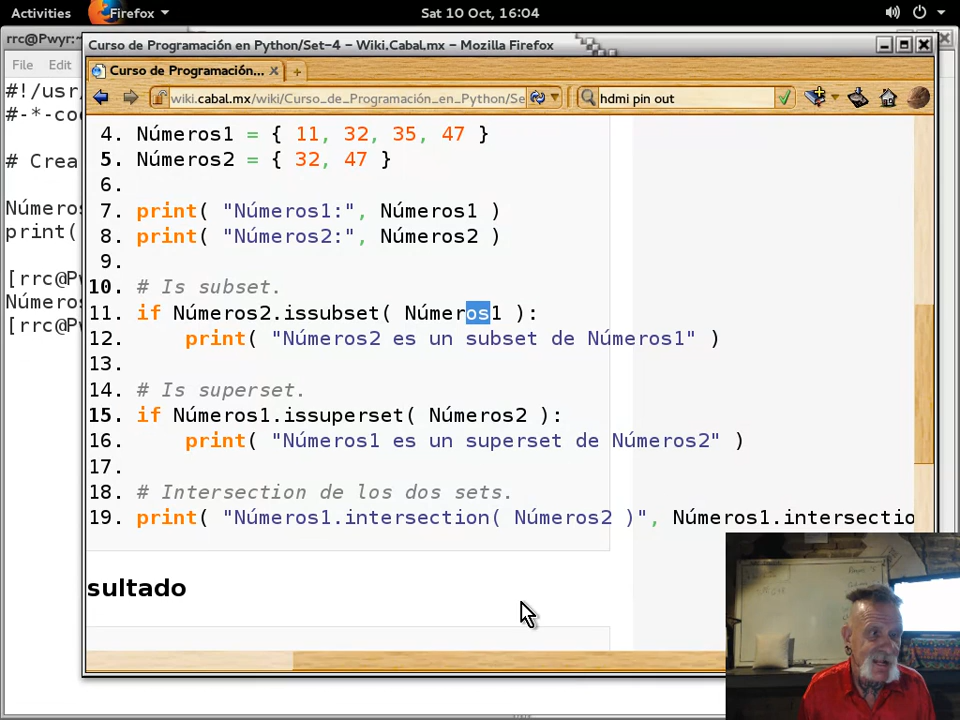 Activities Firefox Sat 10 Oct, 16:04
rrc@Pwyr:
Curso de Programación en Python/Set-4 – Wiki.Cabal.mx – Mozilla Firefox
File Edit
Curso de Programación...
wiki.cabal.mx/wiki/Curso_de_Programación_en_Python/Se
hdmi pin out
#!/usr
#-*-co
# Crea
Número
print(
[rrc@P
Número
[rrc@P
4. Números1 = { 11, 32, 35, 47 }
5. Números2 = { 32, 47 }
6.
7. print( "Números1:", Números1 )
8. print( "Números2:", Números2 )
9.
10. # Is subset.
11. if Números2.issubset( Números1 ):
12. print( "Números2 es un subset de Números1" )
13.
14. # Is superset.
15. if Números1.issuperset( Números2 ):
16. print( "Números1 es un superset de Números2" )
17.
18. # Intersection de los dos sets.
19. print( "Números1.intersection( Números2 )", Números1.intersectio
sultado